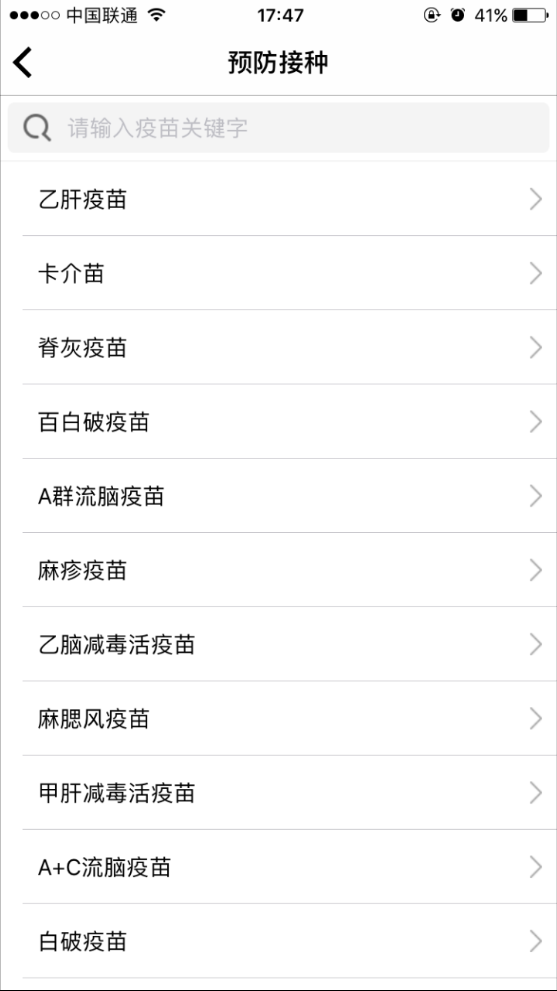 中国联通 17:47 41%
预防接种
请输入疫苗关键字
乙肝疫苗
卡介苗
脊灰疫苗
百白破疫苗
A群流脑疫苗
麻疹疫苗
乙脑减毒活疫苗
麻腮风疫苗
甲肝减毒活疫苗
A+C流脑疫苗
白破疫苗